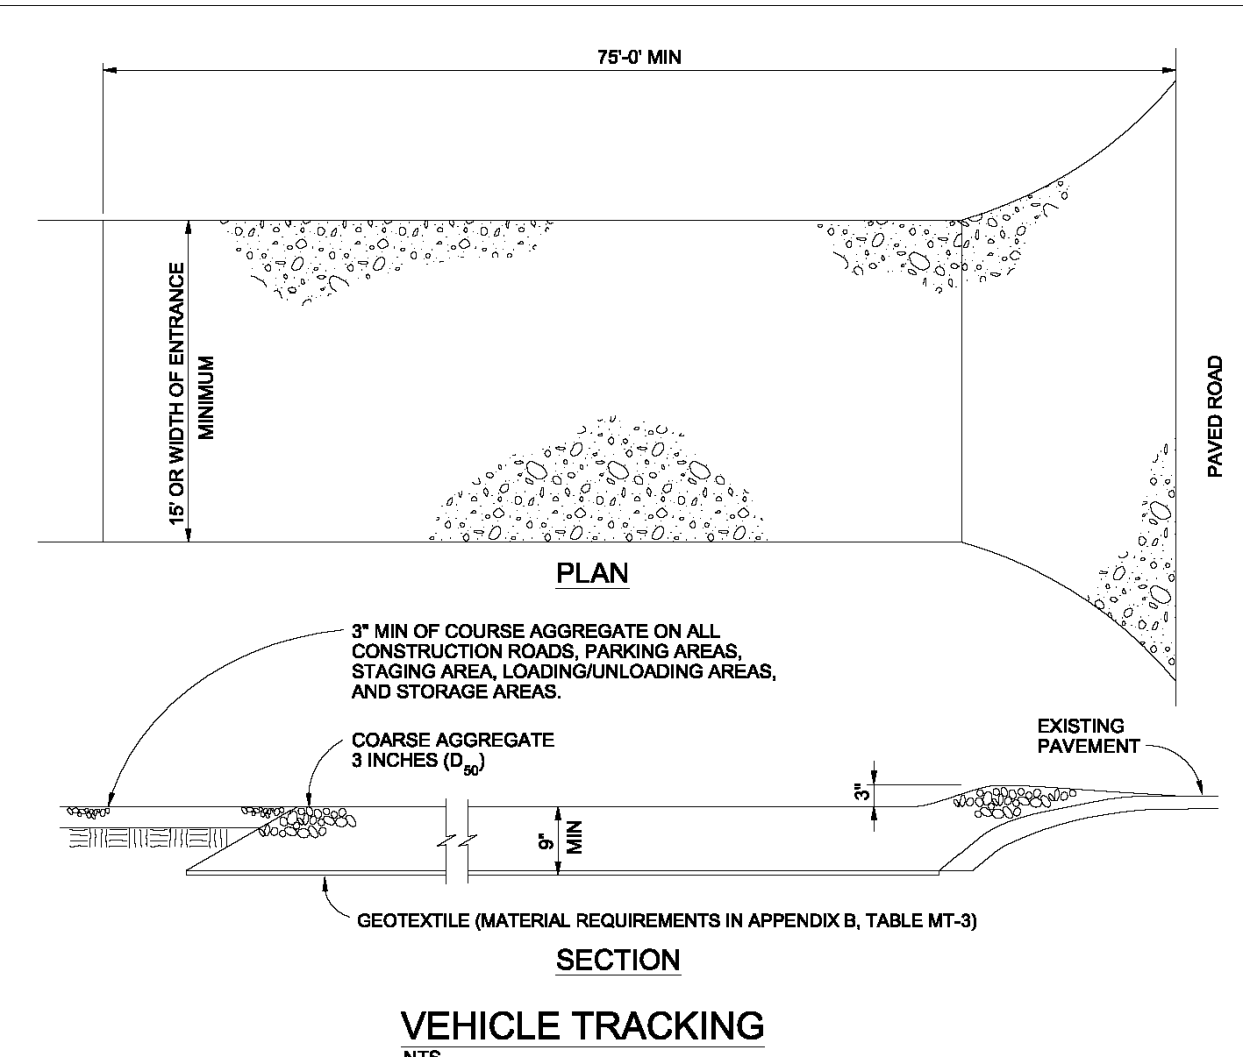 75'-0' MIN
15' OR WIDTH OF ENTRANCE
MINIMUM
PAVED ROAD
PLAN
3" MIN OF COURSE AGGREGATE ON ALL
CONSTRUCTION ROADS, PARKING AREAS,
STAGING AREA, LOADING/UNLOADING AREAS,
AND STORAGE AREAS.
COARSE AGGREGATE
3 INCHES (D50)
EXISTING
PAVEMENT
3"
9"
MIN
GEOTEXTILE (MATERIAL REQUIREMENTS IN APPENDIX B, TABLE MT-3)
SECTION
VEHICLE TRACKING
NTS